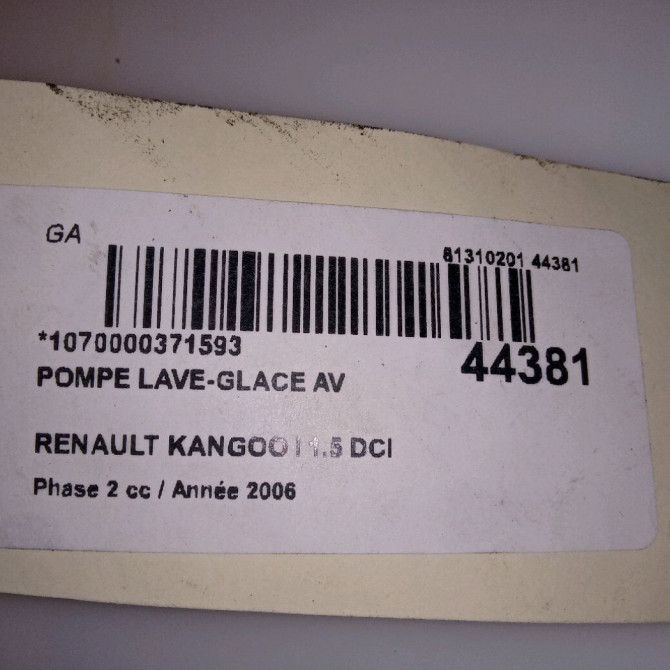 GA
81310201 44381
*1070000371593
44381
POMPE LAVE-GLACE AV
RENAULT KANGOO I 1.5 DCI
Phase 2 cc / Année 2006